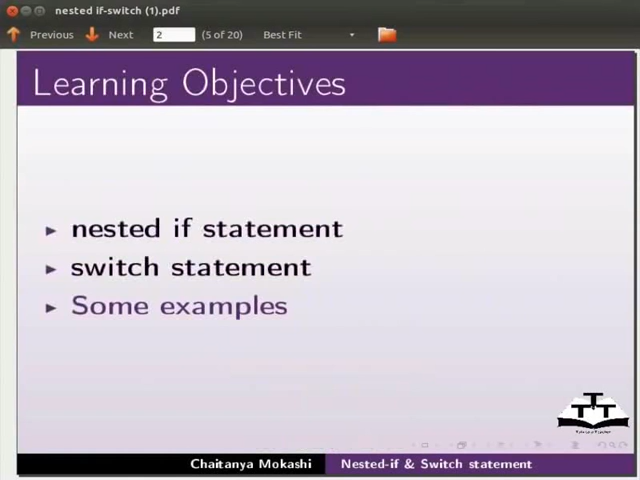 nested if-switch (1).pdf
Previous Next 2 (5 of 20) Best Fit
Learning Objectives
nested if statement
switch statement
Some examples
TTT
Chaitanya Mokashi Nested-if & Switch statement